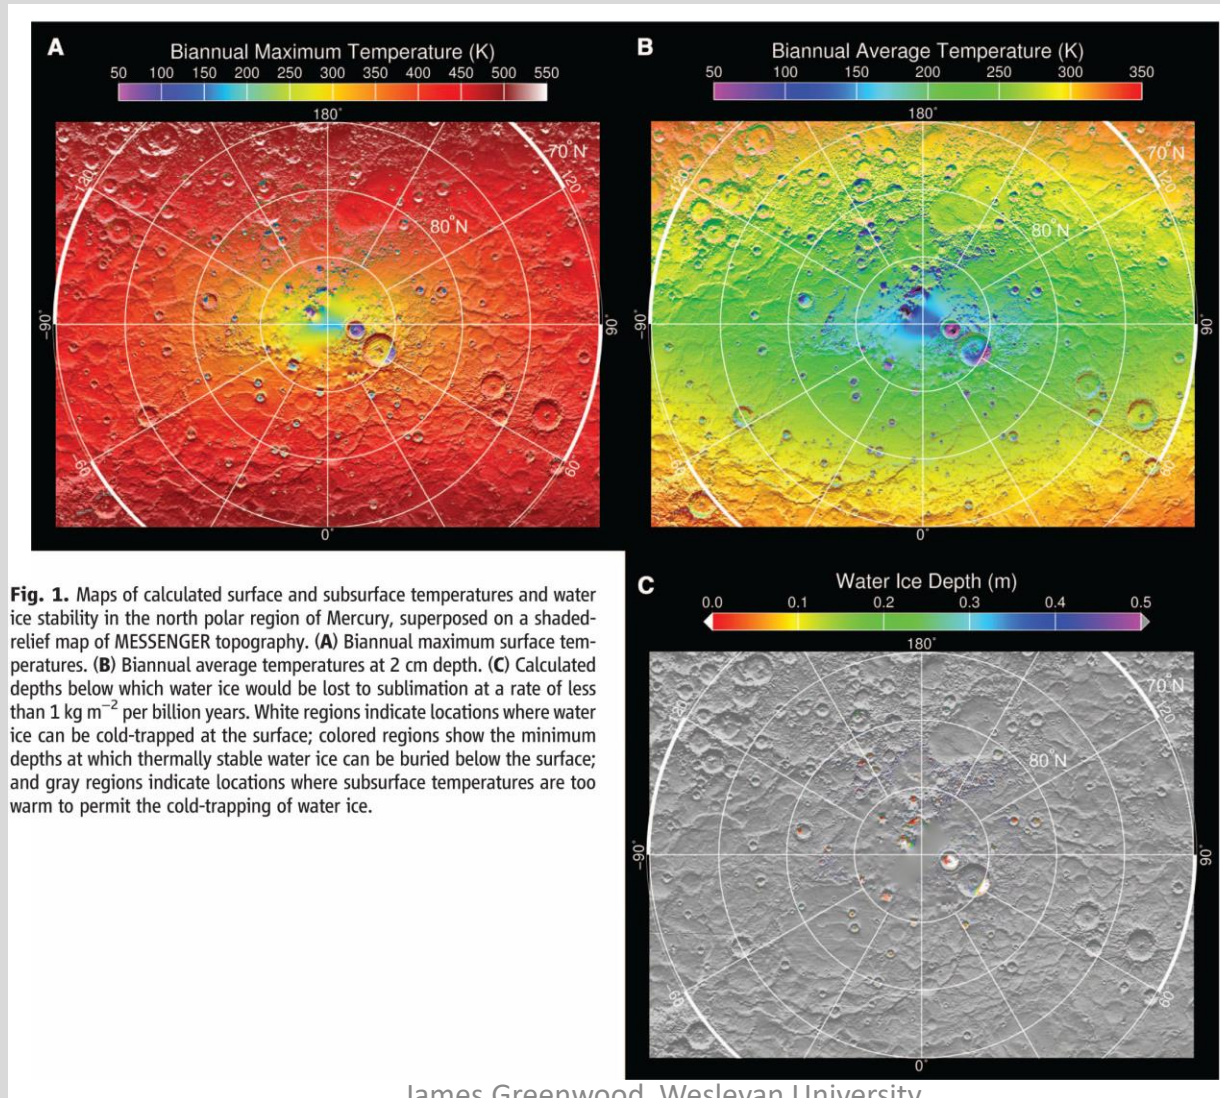 A
Biannual Maximum Temperature (K)
50 100 150 200 250 300 350 400 450 500 550
180°
70°N
-120
120
80°N
-90°
90°
-60
60
0°
B
Biannual Average Temperature (K)
50 100 150 200 250 300 350
180°
70°N
-120
120
80°N
-90°
90°
-60
60
0°
Fig. 1. Maps of calculated surface and subsurface temperatures and water
ice stability in the north polar region of Mercury, superposed on a shaded-
relief map of MESSENGER topography. (A) Biannual maximum surface tem-
peratures. (B) Biannual average temperatures at 2 cm depth. (C) Calculated
depths below which water ice would be lost to sublimation at a rate of less
than 1 kg m⁻² per billion years. White regions indicate locations where water
ice can be cold-trapped at the surface; colored regions show the minimum
depths at which thermally stable water ice can be buried below the surface;
and gray regions indicate locations where subsurface temperatures are too
warm to permit the cold-trapping of water ice.
C
Water Ice Depth (m)
0.0 0.1 0.2 0.3 0.4 0.5
180°
70°N
-120
120
80°N
-90°
90°
-60
60
0°
James Greenwood, Wesleyan University